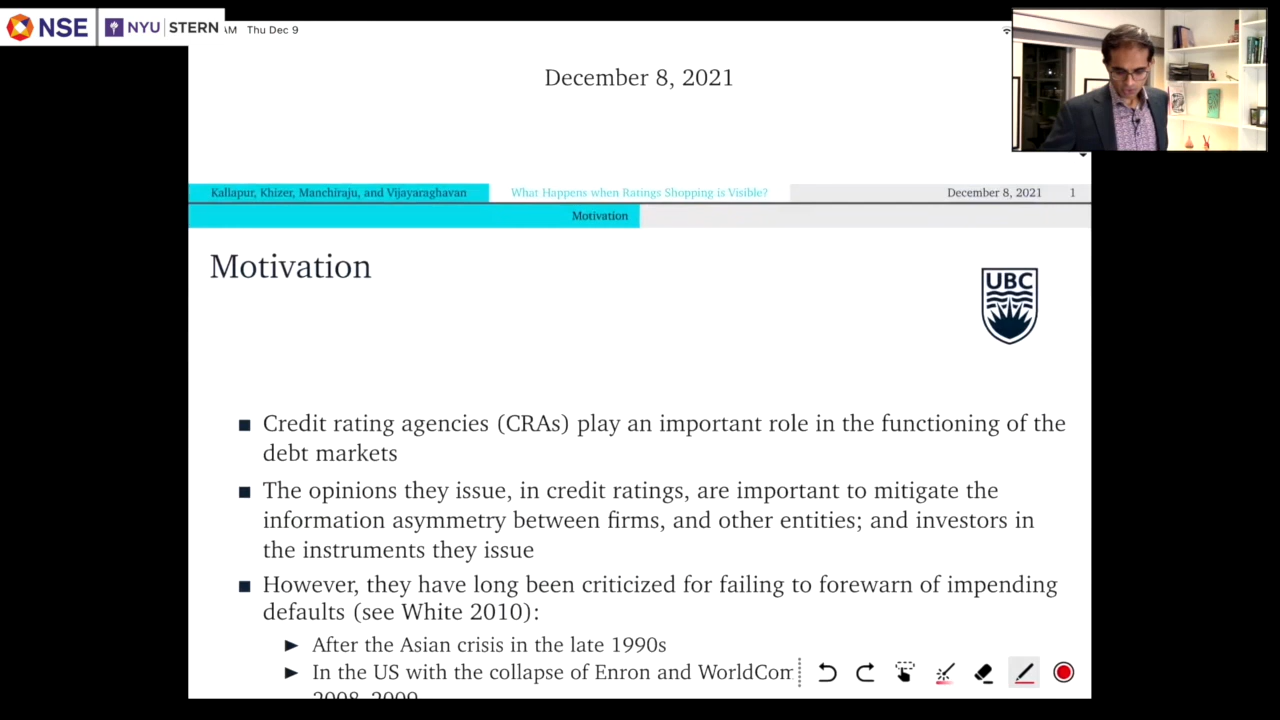 NSE NYU STERN AM Thu Dec 9
December 8, 2021
Kallapur, Khizer, Manchiraju, and Vijayaraghavan What Happens when Ratings Shopping is Visible? December 8, 2021 1
Motivation
Motivation
UBC
■ Credit rating agencies (CRAs) play an important role in the functioning of the
debt markets
■ The opinions they issue, in credit ratings, are important to mitigate the
information asymmetry between firms, and other entities; and investors in
the instruments they issue
■ However, they have long been criticized for failing to forewarn of impending
defaults (see White 2010):
► After the Asian crisis in the late 1990s
► In the US with the collapse of Enron and WorldCom
2008-2009